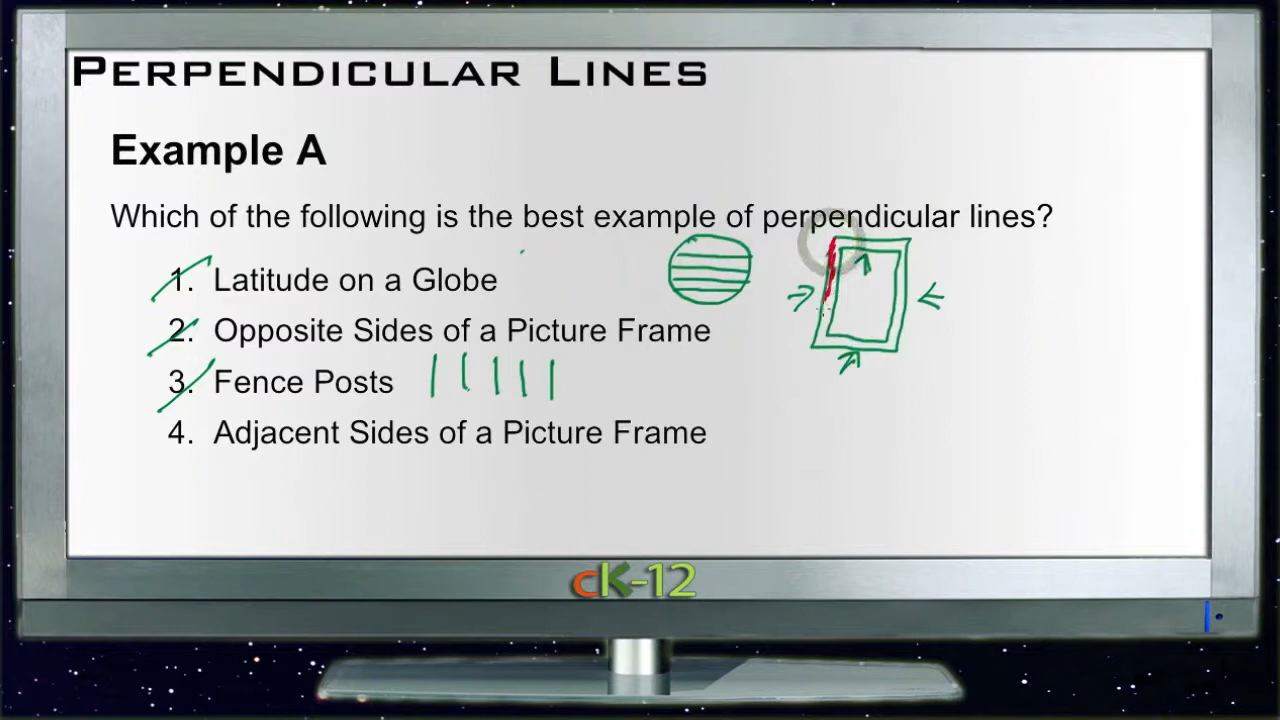 PERPENDICULAR LINES
Example A
Which of the following is the best example of perpendicular lines?
1. Latitude on a Globe
2. Opposite Sides of a Picture Frame
3. Fence Posts
4. Adjacent Sides of a Picture Frame
cK-12